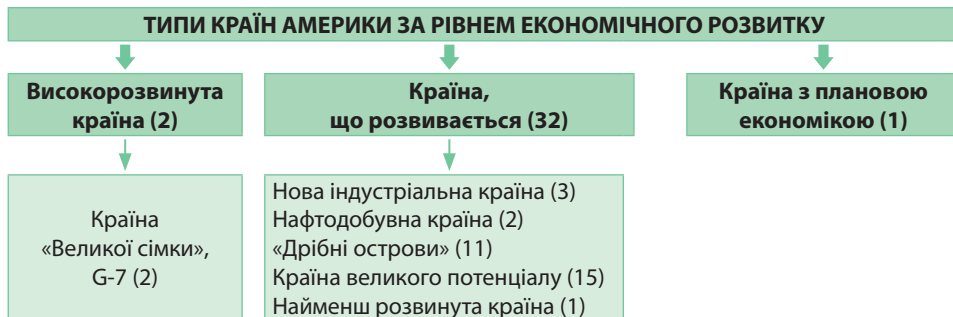 ТИПИ КРАЇН АМЕРИКИ ЗА РІВНЕМ ЕКОНОМІЧНОГО РОЗВИТКУ
Високорозвинута
країна (2)
Країна,
що розвивається (32)
Країна з плановою
економікою (1)
Країна
«Великої сімки»,
G-7 (2)
Нова індустріальна країна (3)
Нафтодобувна країна (2)
«Дрібні острови» (11)
Країна великого потенціалу (15)
Найменш розвинута країна (1)